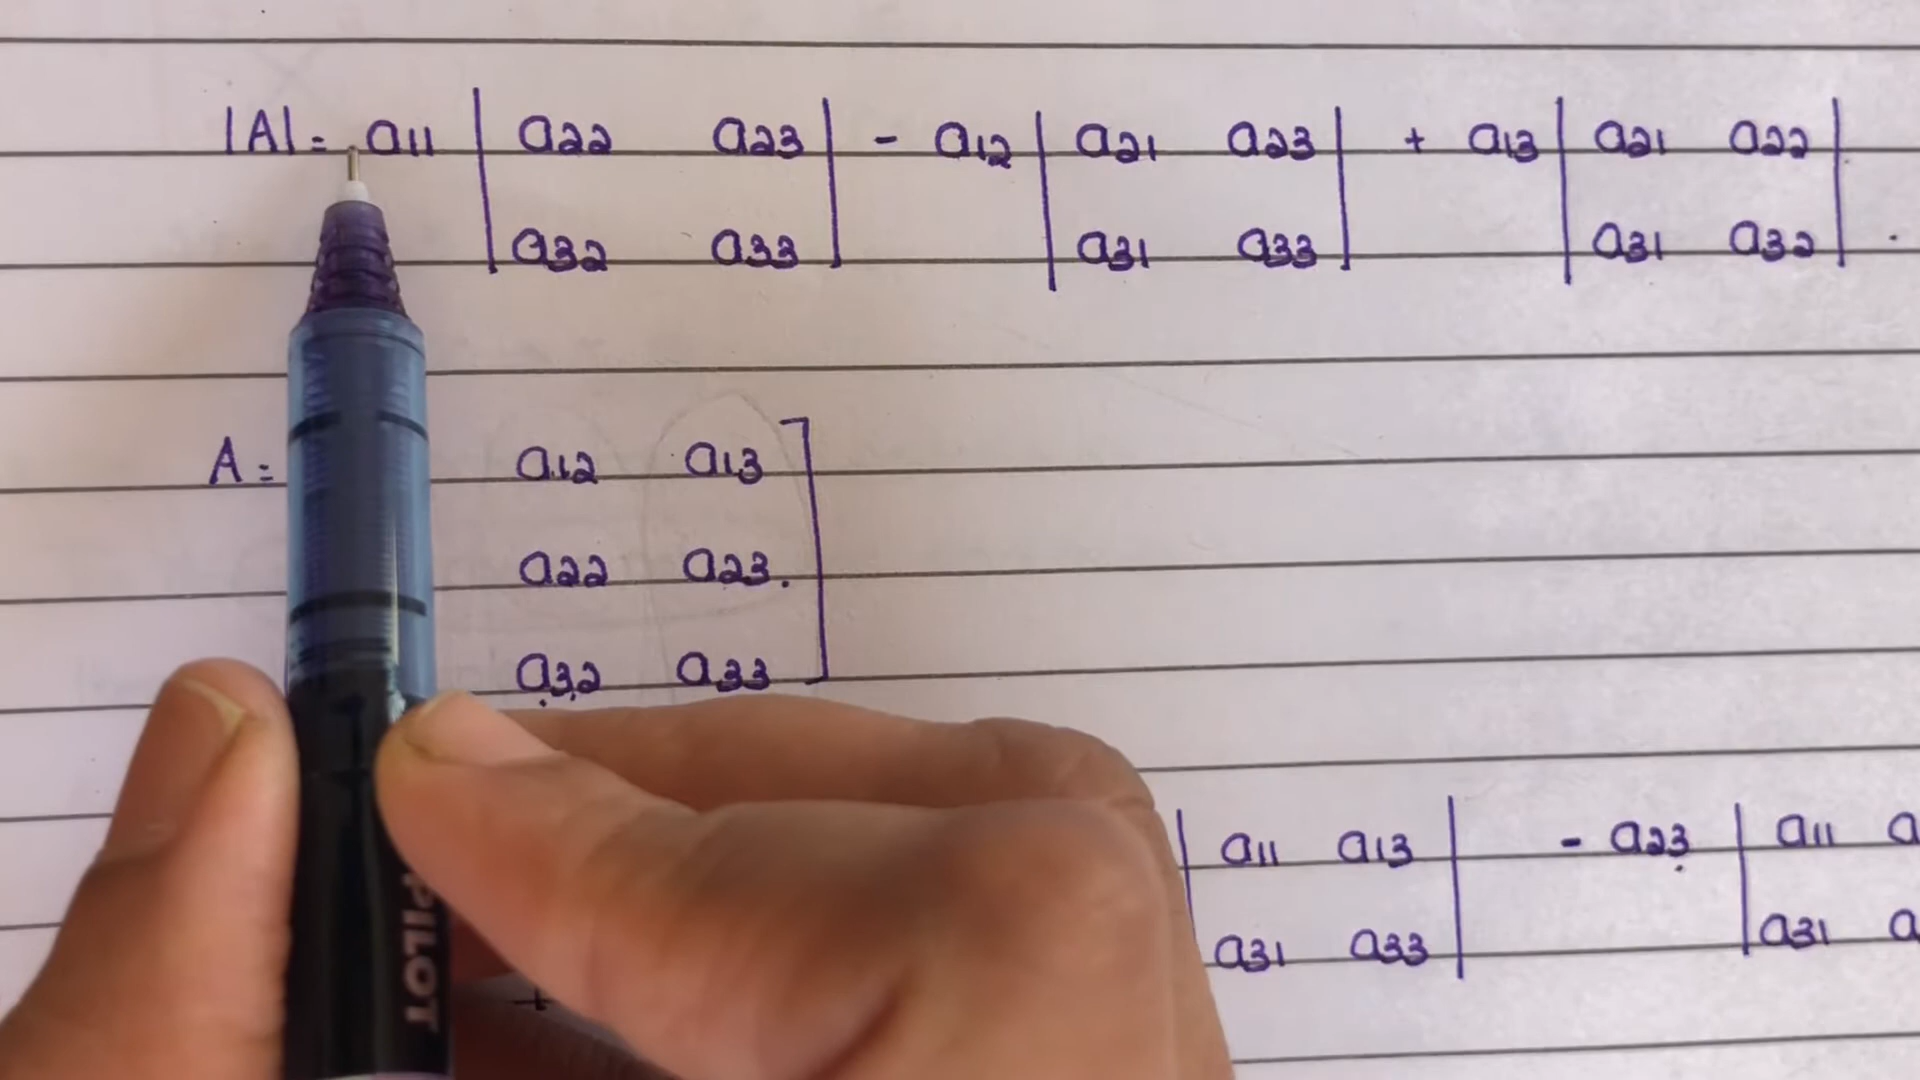 |A| = a11 | a22 a23 | - a12 | a21 a23 | + a13 | a21 a22 |
| a32 a33 | | a31 a33 | | a31 a32 | .
A = a12 a13 ]
a22 a23.
a32 a33
| a11 a13 | - a23 | a11 a
| a31 a33 | | a31 a
+
PILOT